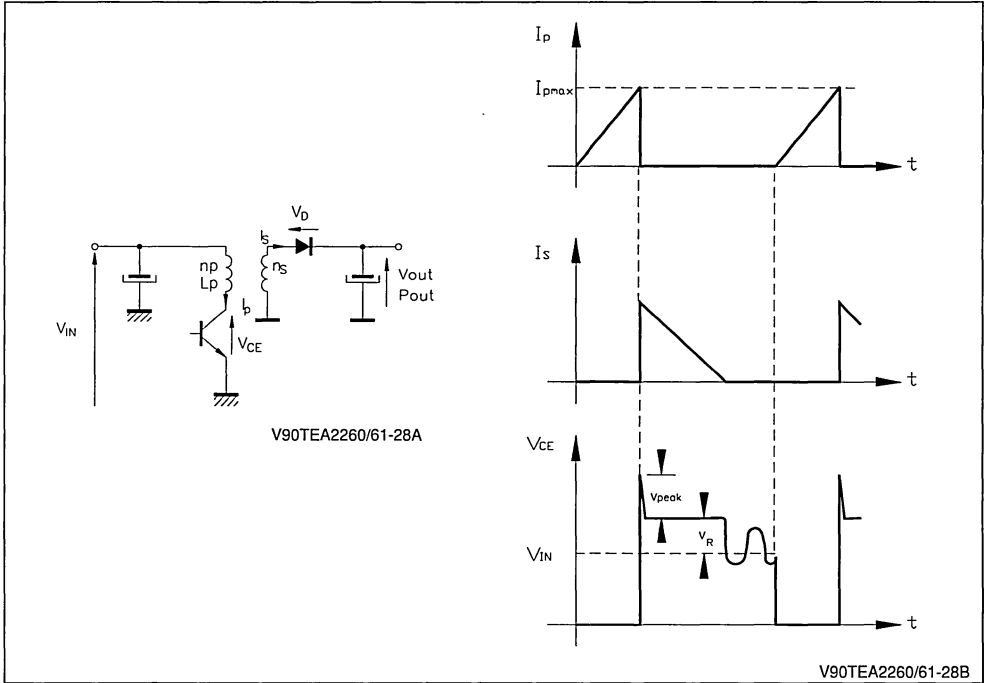 VD
Is
np
Lp
ns
Ip
Vout
Pout
VIN
VCE
V90TEA2260/61-28A
Ip
Ipmax
t
Is
t
VCE
Vpeak
VR
VIN
t
V90TEA2260/61-28B